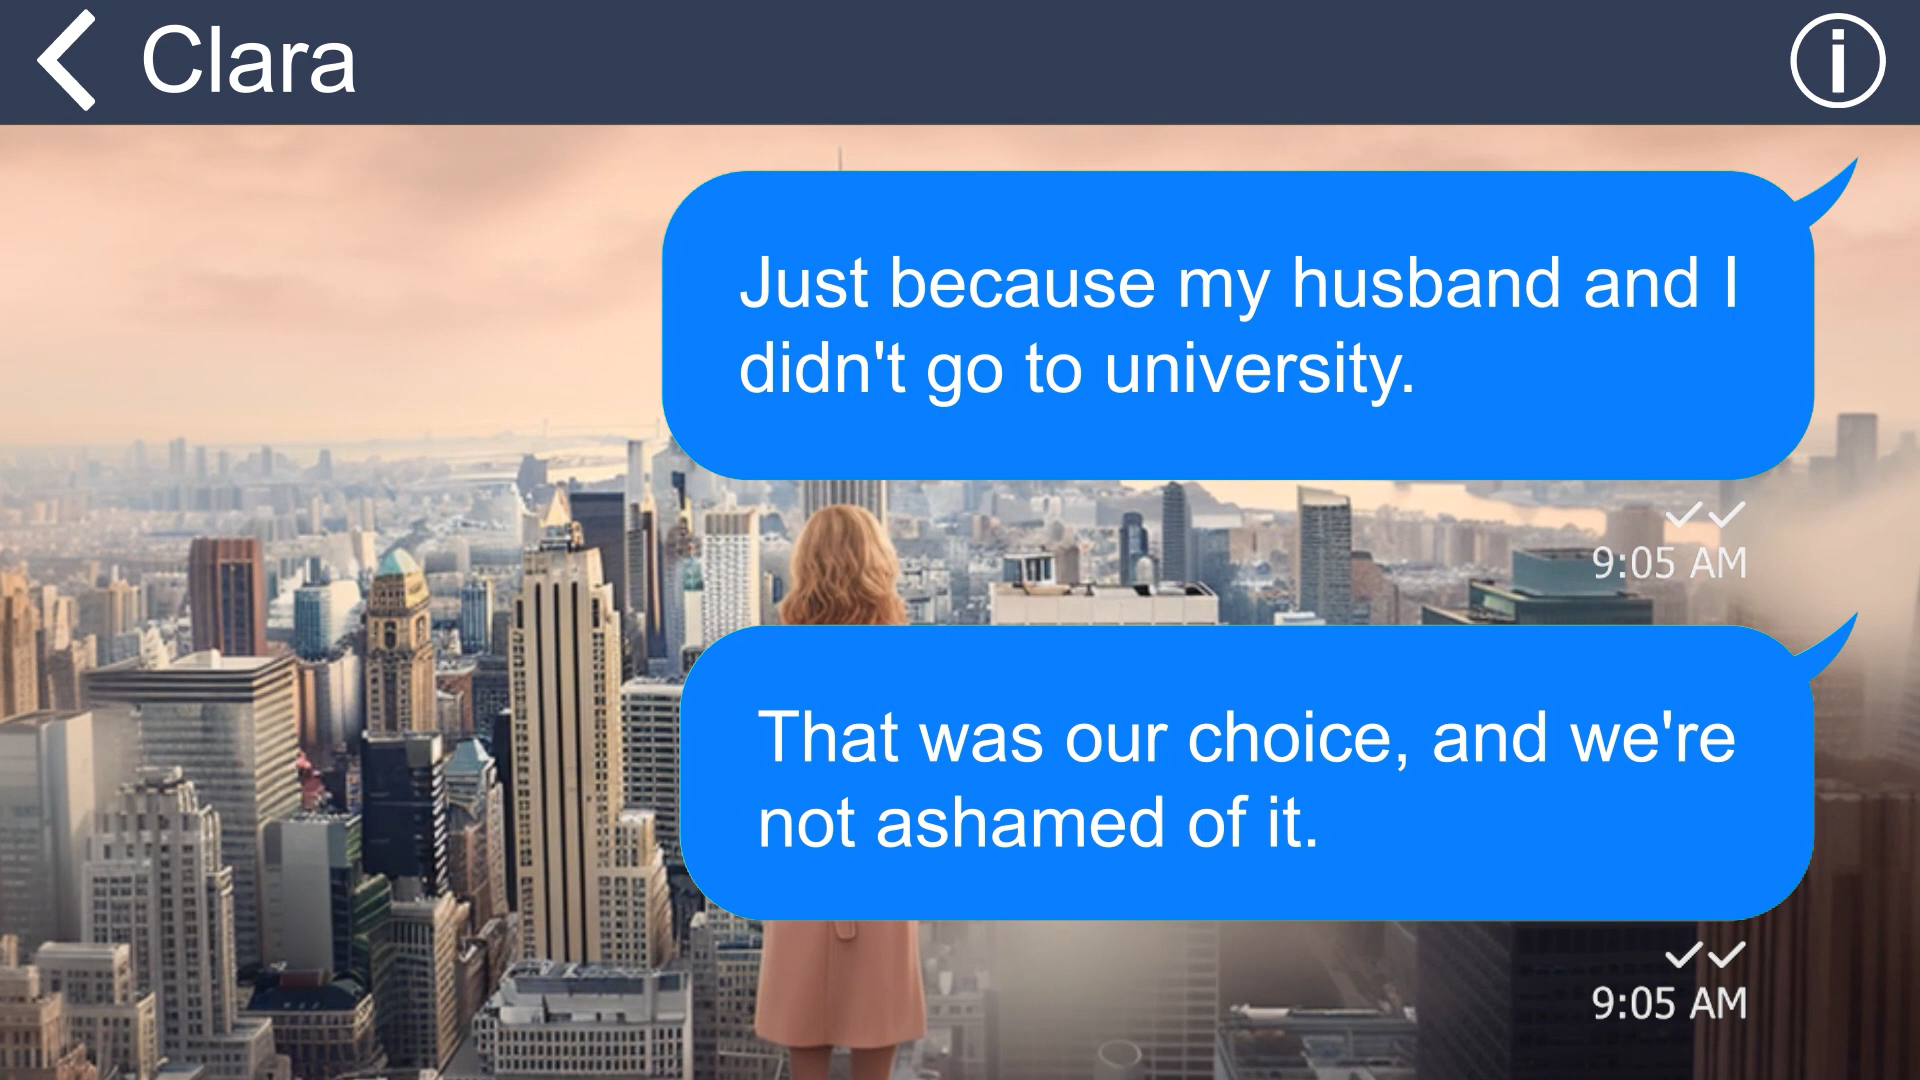 Clara
Just because my husband and I
didn't go to university.
9:05 AM
That was our choice, and we're
not ashamed of it.
9:05 AM